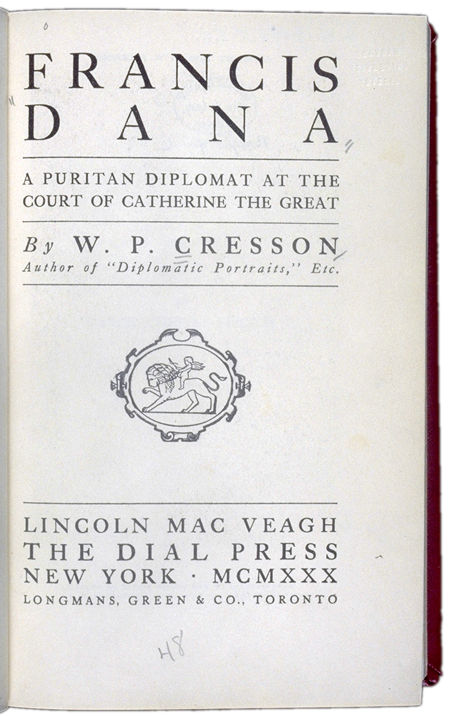 FRANCIS
DANA
A PURITAN DIPLOMAT AT THE
COURT OF CATHERINE THE GREAT
By W. P. CRESSON
Author of "Diplomatic Portraits," Etc.
LINCOLN MAC VEAGH
THE DIAL PRESS
NEW YORK · MCMXXX
LONGMANS, GREEN & CO., TORONTO
48